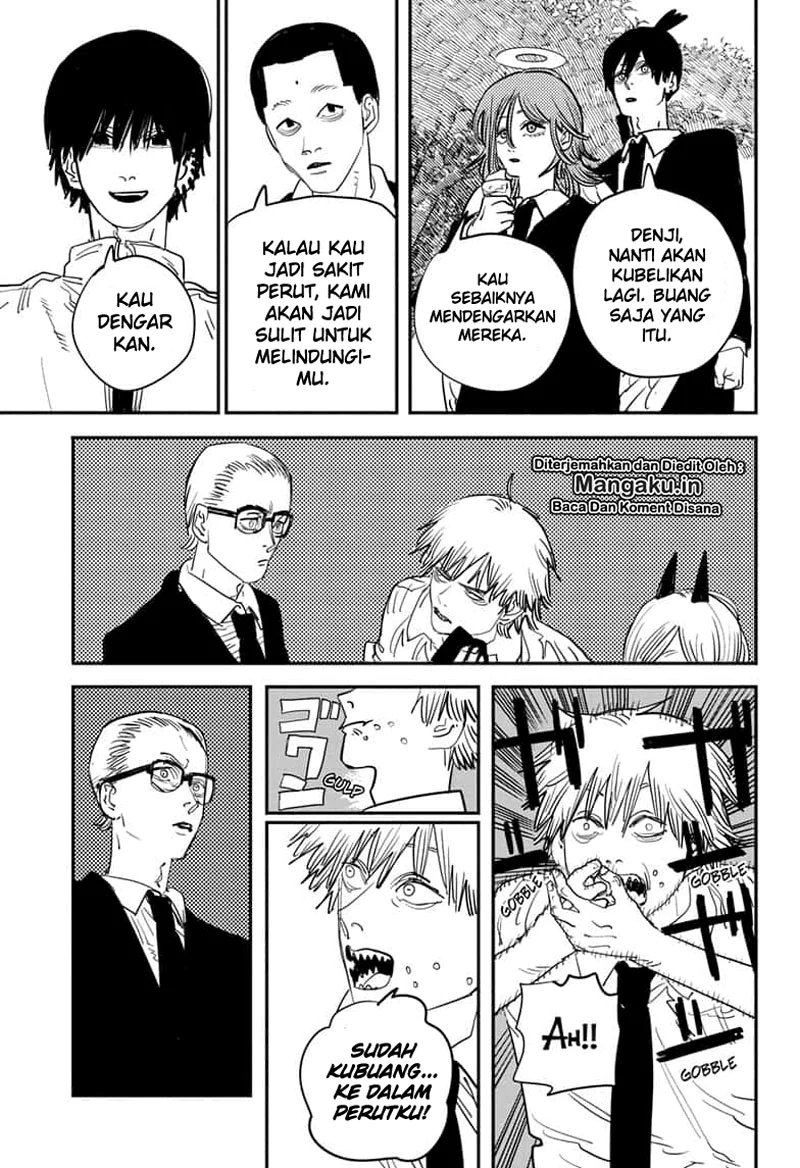 DENJI,
NANTI AKAN
KUBELIKAN
LAGI. BUANG
SAJA YANG
ITU.
KAU
SEBAIKNYA
MENDENGARKAN
MEREKA.
KALAU KAU
JADI SAKIT
PERUT, KAMI
AKAN JADI
SULIT UNTUK
MELINDUNGI-
MU.
KAU
DENGAR
KAN.
Diterjemahkan dan Diedit Oleh :
Mangaku.in
Baca Dan Koment Disana
GOBBLE
GOBBLE
AH!!
GOBBLE
ゴクン
GULP
SUDAH
KUBUANG...
KE DALAM
PERUTKU!